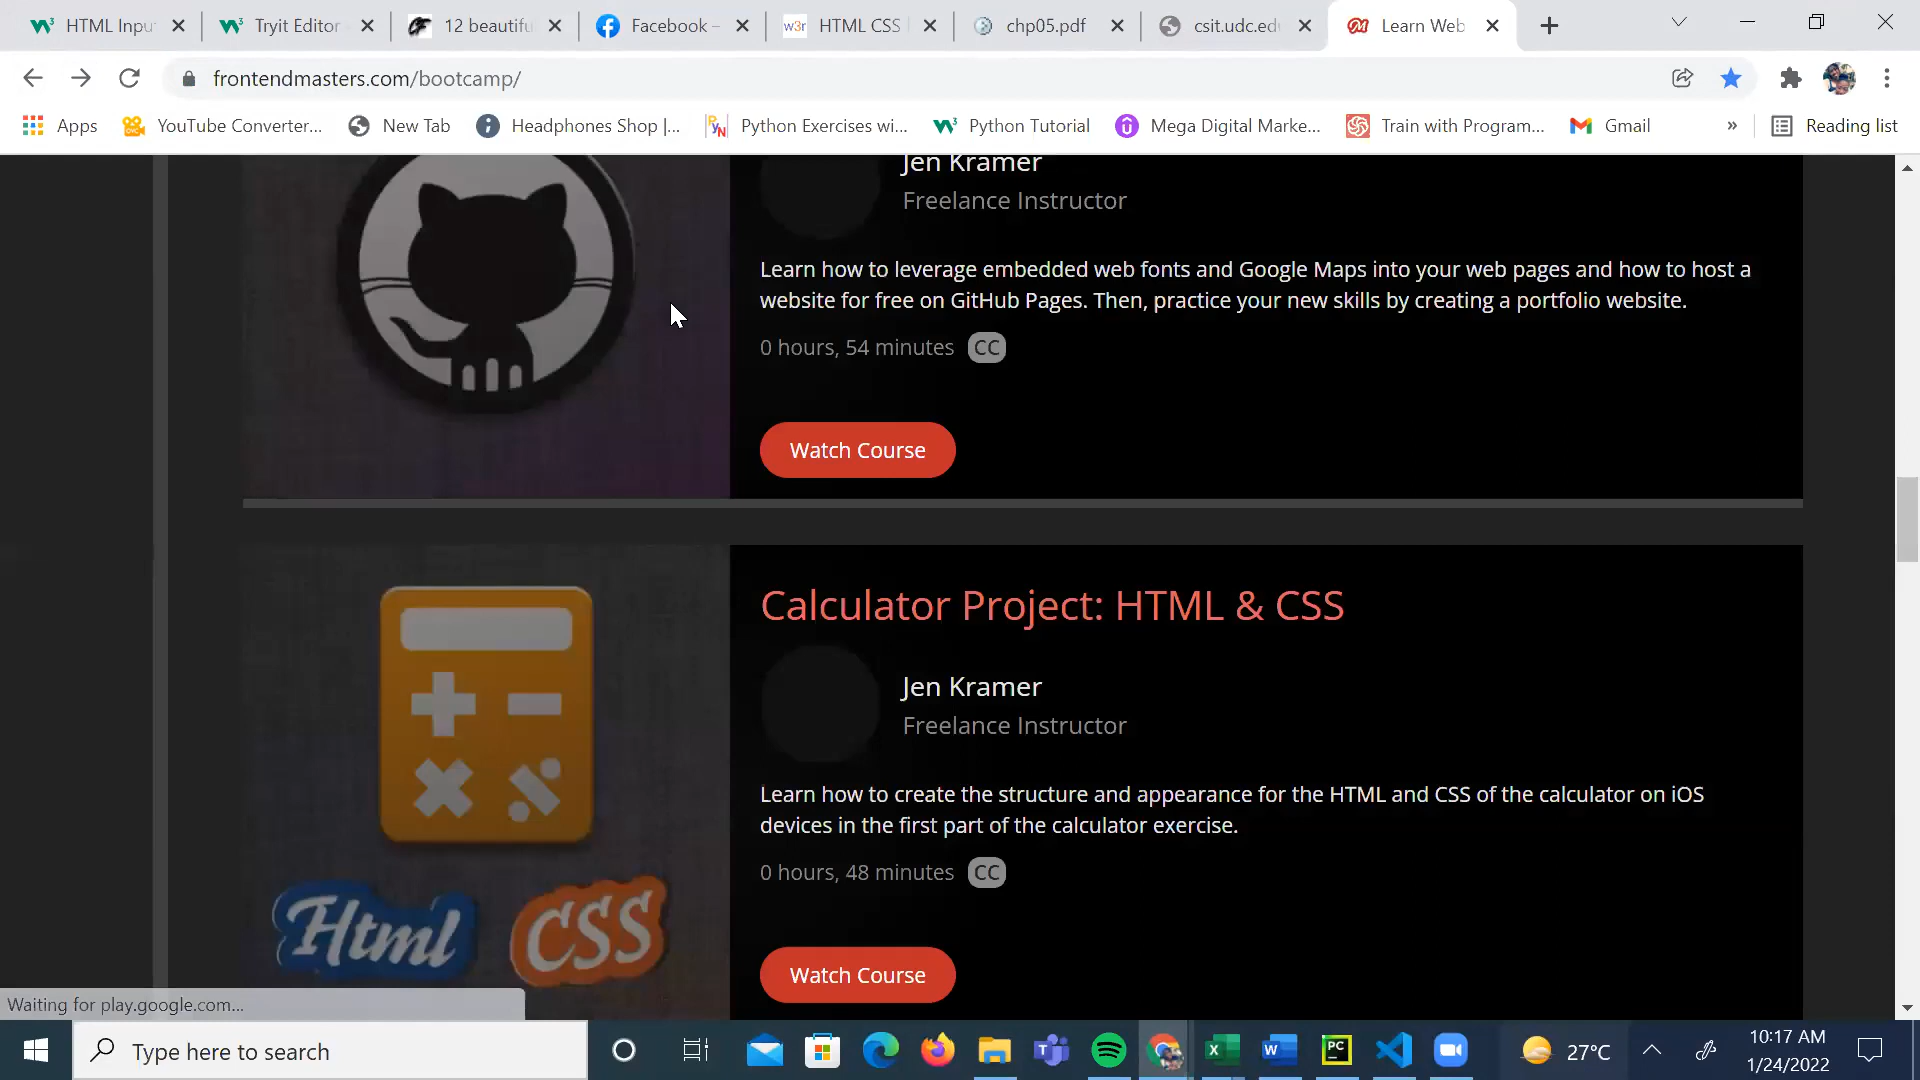 HTML Inpu
Tryit Editor
12 beautifu
Facebook –
w3r HTML CSS
chp05.pdf
csit.udc.ed
Learn Web
frontendmasters.com/bootcamp/
Apps
YouTube Converter...
New Tab
Headphones Shop |...
Python Exercises wi...
Python Tutorial
Mega Digital Marke...
Train with Program...
Gmail
»
Reading list
Jen Kramer
Freelance Instructor
Learn how to leverage embedded web fonts and Google Maps into your web pages and how to host a
website for free on GitHub Pages. Then, practice your new skills by creating a portfolio website.
0 hours, 54 minutes CC
Watch Course
Calculator Project: HTML & CSS
Jen Kramer
Freelance Instructor
Learn how to create the structure and appearance for the HTML and CSS of the calculator on iOS
devices in the first part of the calculator exercise.
0 hours, 48 minutes CC
Html CSS
Watch Course
Waiting for play.google.com...
Type here to search
27°C
10:17 AM
1/24/2022